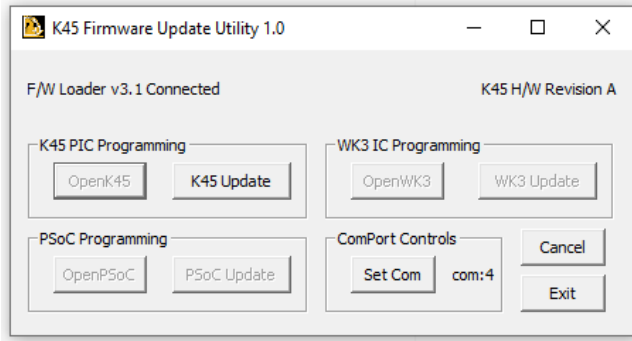 K45 Firmware Update Utility 1.0
F/W Loader v3.1 Connected
K45 H/W Revision A
K45 PIC Programming
OpenK45
K45 Update
WK3 IC Programming
OpenWK3
WK3 Update
PSoC Programming
OpenPSoC
PSoC Update
ComPort Controls
Set Com
com:4
Cancel
Exit